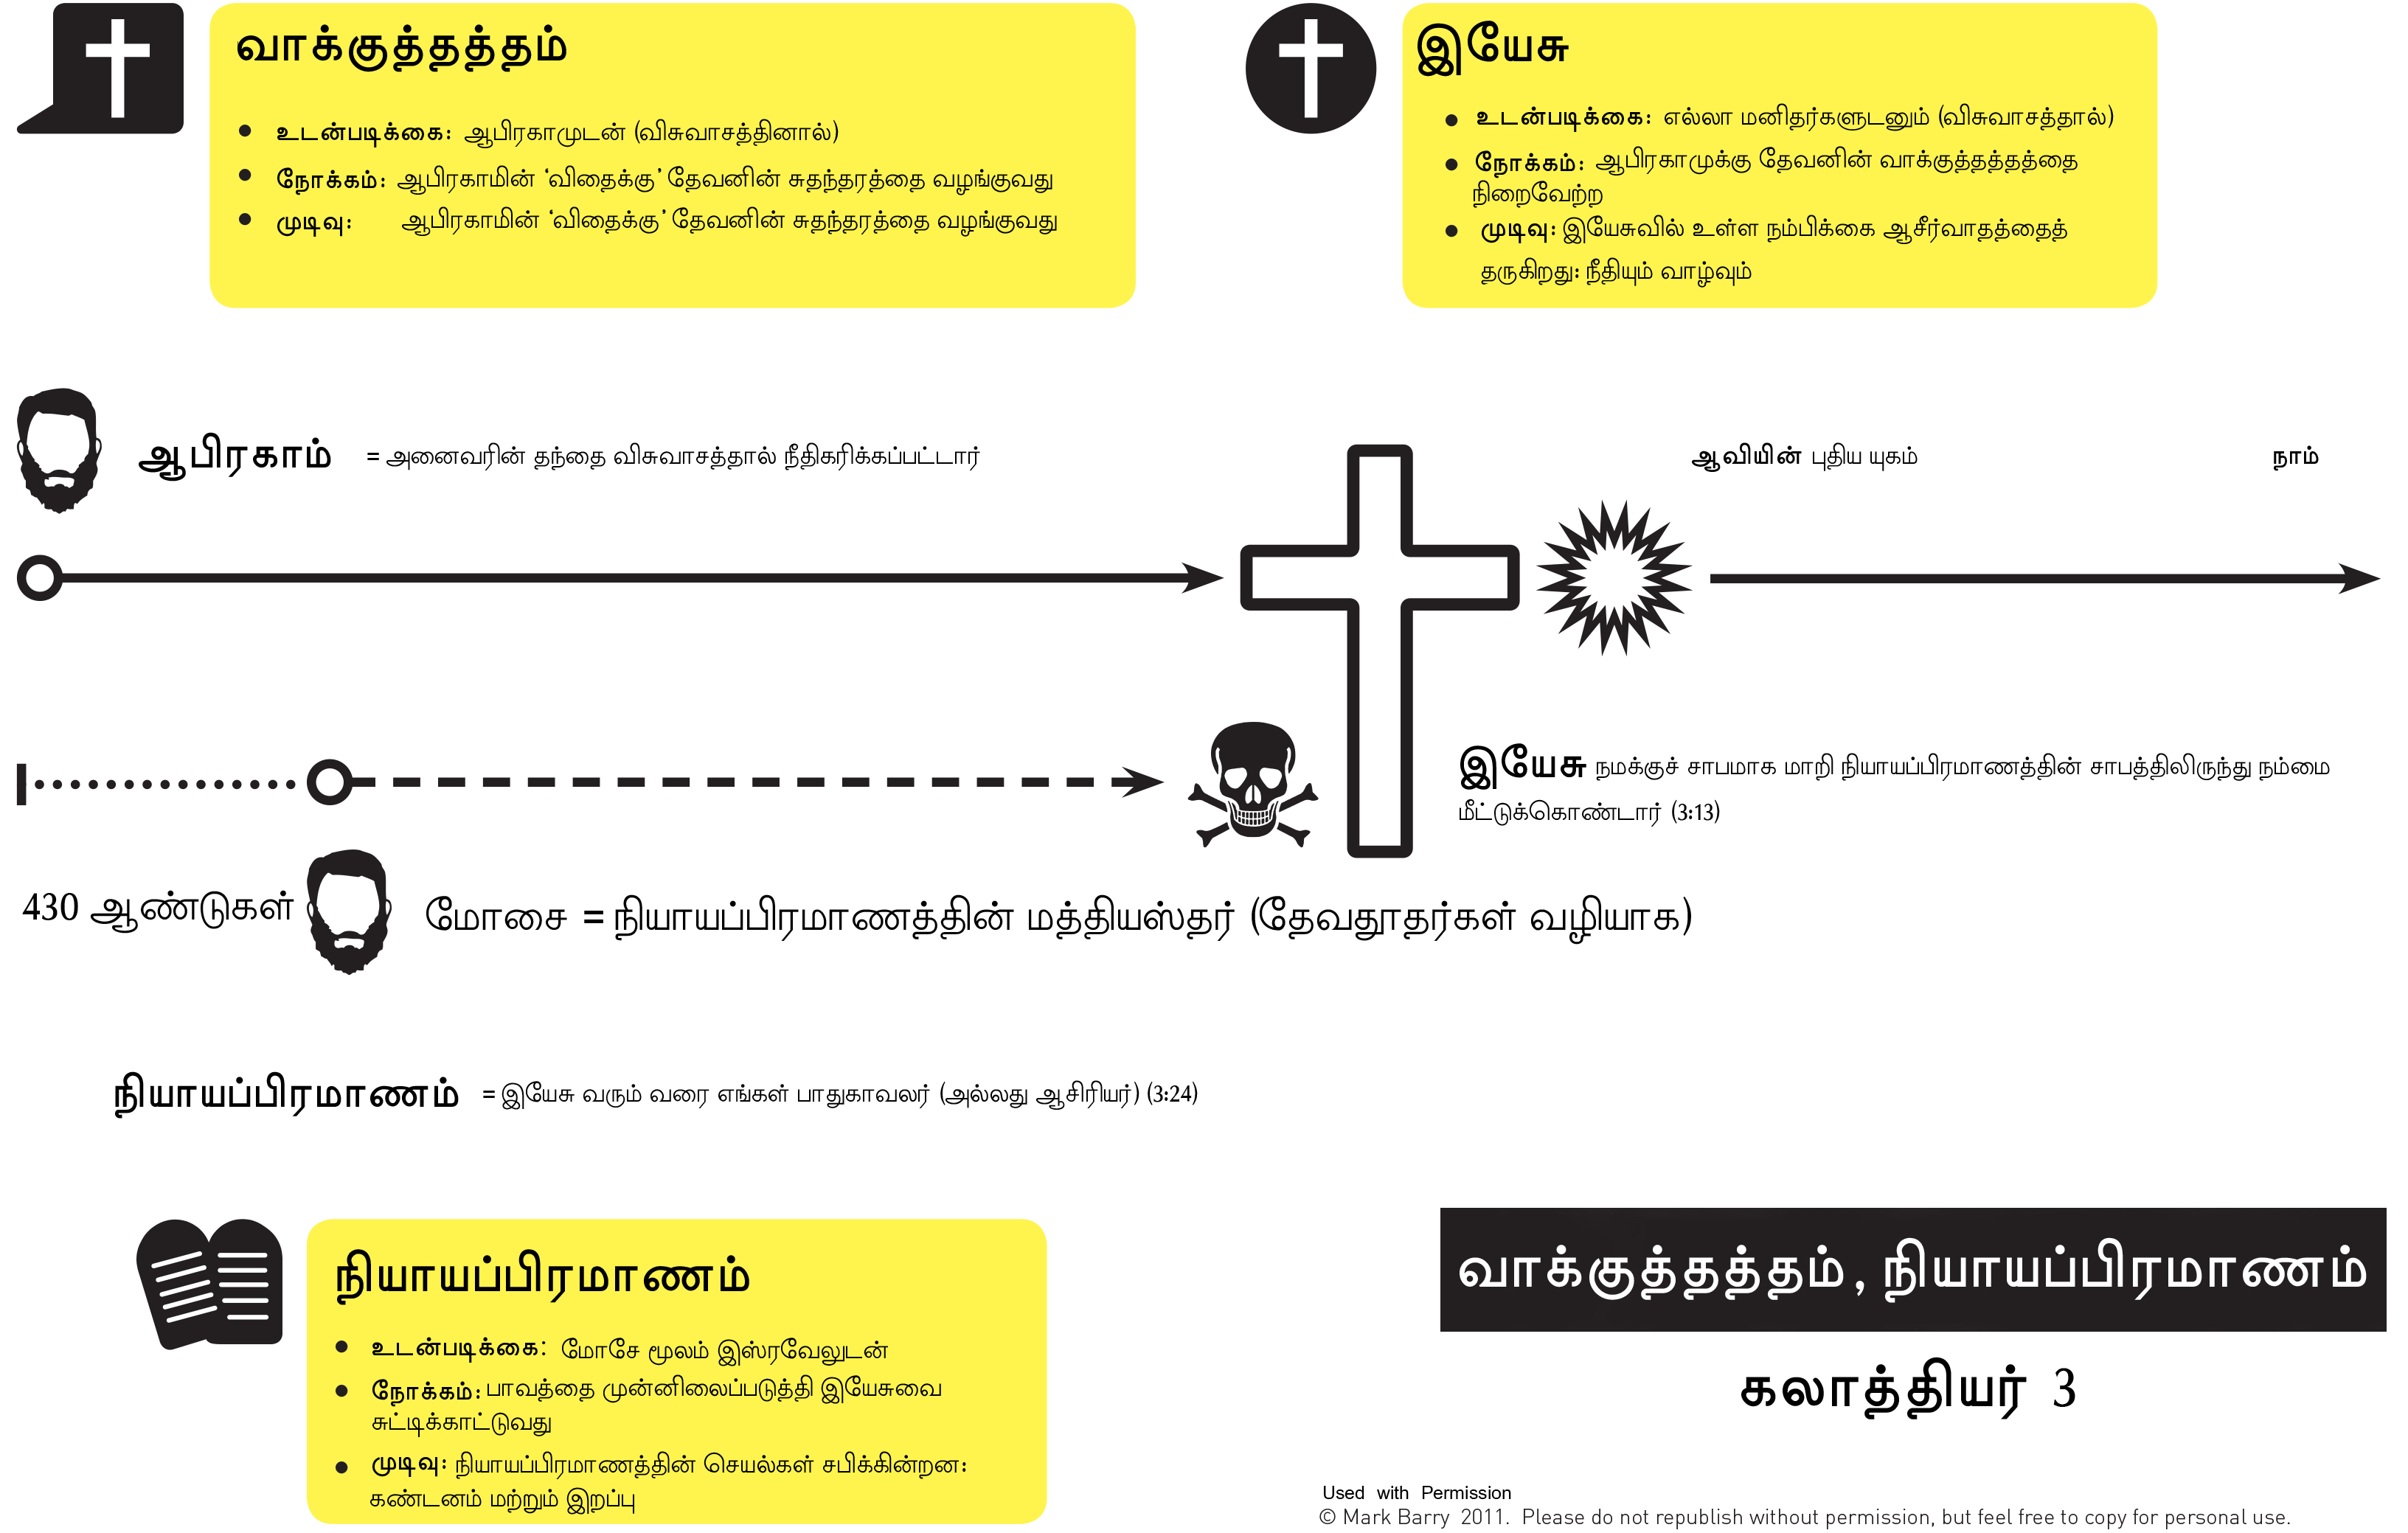 வாக்குத்தத்தம்
உடன்படிக்கை: ஆபிரகாமுடன் (விசுவாசத்தினால்)
நோக்கம்: ஆபிரகாமின் ‘விதைக்கு’ தேவனின் சுதந்தரத்தை வழங்குவது
முடிவு: ஆபிரகாமின் ‘விதைக்கு’ தேவனின் சுதந்தரத்தை வழங்குவது
இயேசு
உடன்படிக்கை: எல்லா மனிதர்களுடனும் (விசுவாசத்தால்)
நோக்கம்: ஆபிரகாமுக்கு தேவனின் வாக்குத்தத்தத்தை
நிறைவேற்ற
முடிவு: இயேசுவில் உள்ள நம்பிக்கை ஆசீர்வாதத்தைத்
தருகிறது: நீதியும் வாழ்வும்
ஆபிரகாம் = அனைவரின் தந்தை விசுவாசத்தால் நீதிகரிக்கப்பட்டார்
ஆவியின் புதிய யுகம்
நாம்
இயேசு நமக்குச் சாபமாக மாறி நியாயப்பிரமாணத்தின் சாபத்திலிருந்து நம்மை
மீட்டுக்கொண்டார் (3:13)
430 ஆண்டுகள்
மோசை = நியாயப்பிரமாணத்தின் மத்தியஸ்தர் (தேவதூதர்கள் வழியாக)
நியாயப்பிரமாணம் = இயேசு வரும் வரை எங்கள் பாதுகாவலர் (அல்லது ஆசிரியர்) (3:24)
நியாயப்பிரமாணம்
உடன்படிக்கை: மோசே மூலம் இஸ்ரவேலுடன்
நோக்கம்: பாவத்தை முன்னிலைப்படுத்தி இயேசுவை
சுட்டிக்காட்டுவது
முடிவு: நியாயப்பிரமாணத்தின் செயல்கள் சபிக்கின்றன:
கண்டனம் மற்றும் இறப்பு
வாக்குத்தத்தம், நியாயப்பிரமாணம்
கலாத்தியர் 3
Used with Permission
© Mark Barry 2011. Please do not republish without permission, but feel free to copy for personal use.